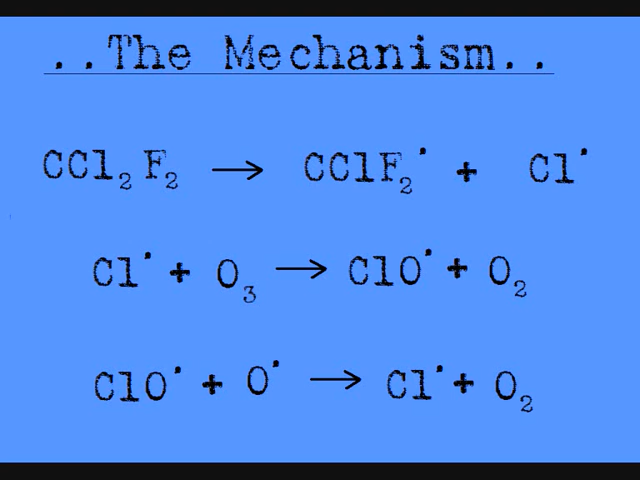 ..The Mechanism..
CCl₂F₂ → CClF₂˙ + Cl˙
Cl˙ + O₃ → ClO˙ + O₂
ClO˙ + O˙ → Cl˙ + O₂